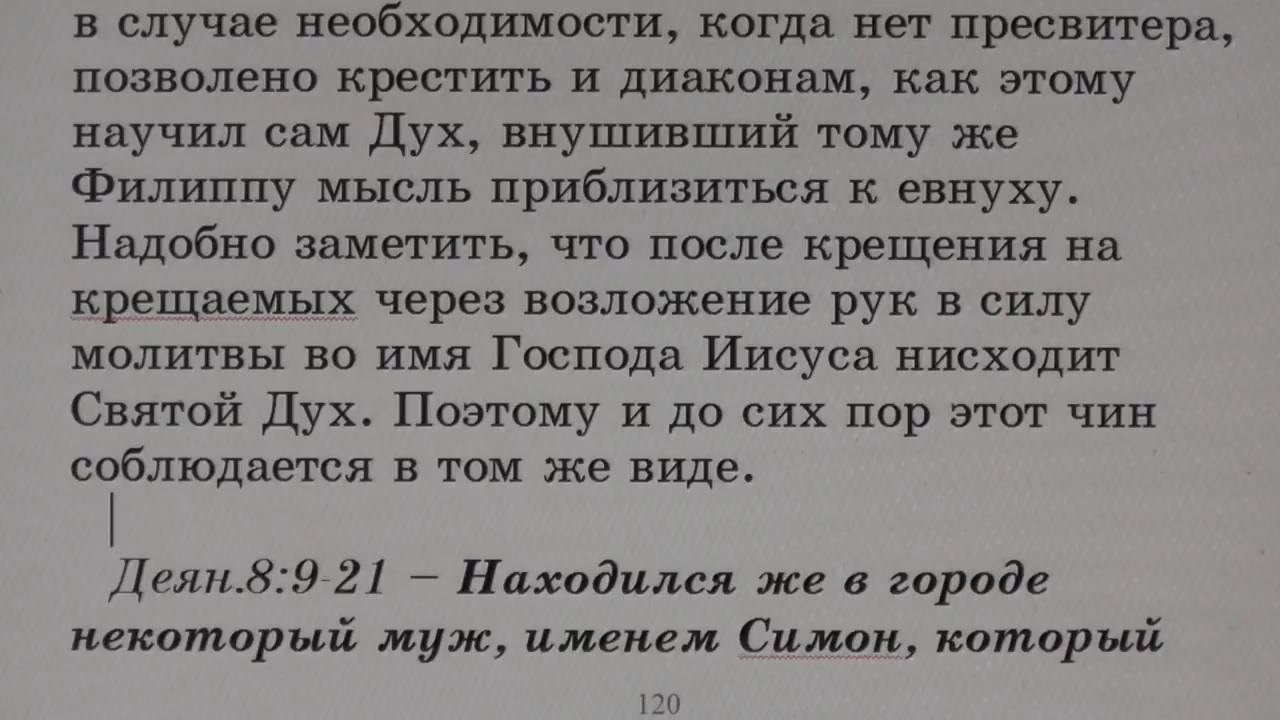 в случае необходимости, когда нет пресвитера,
позволено крестить и диаконам, как этому
научил сам Дух, внушивший тому же
Филиппу мысль приблизиться к евнуху.
Надобно заметить, что после крещения на
крещаемых через возложение рук в силу
молитвы во имя Господа Иисуса нисходит
Святой Дух. Поэтому и до сих пор этот чин
соблюдается в том же виде.
Деян.8:9-21 – Находился же в городе
некоторый муж, именем Симон, который
120